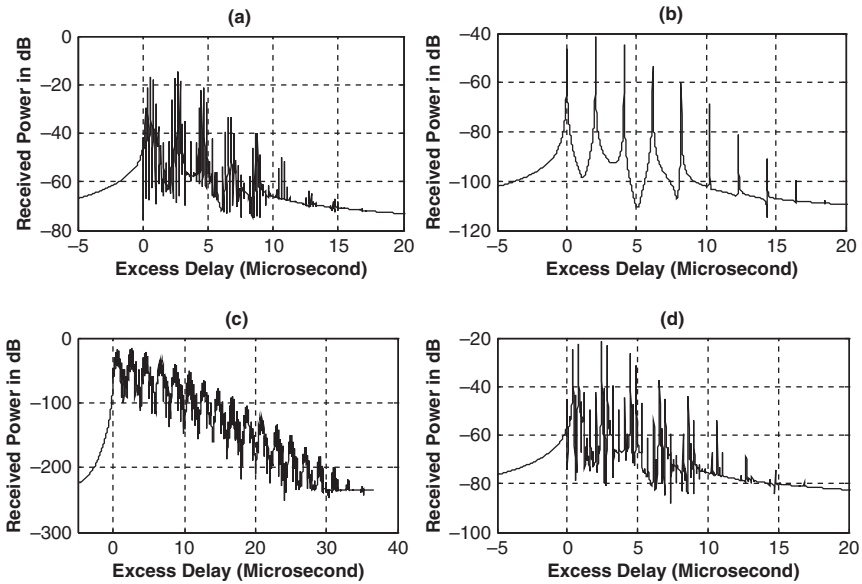 (a)
Received Power in dB
0
–20
–40
–60
–80
–5 0 5 10 15 20
Excess Delay (Microsecond)
(b)
Received Power in dB
–40
–60
–80
–100
–120
–5 0 5 10 15 20
Excess Delay (Microsecond)
(c)
Received Power in dB
0
–100
–200
–300
0 10 20 30 40
Excess Delay (Microsecond)
(d)
Received Power in dB
–20
–40
–60
–80
–100
–5 0 5 10 15 20
Excess Delay (Microsecond)